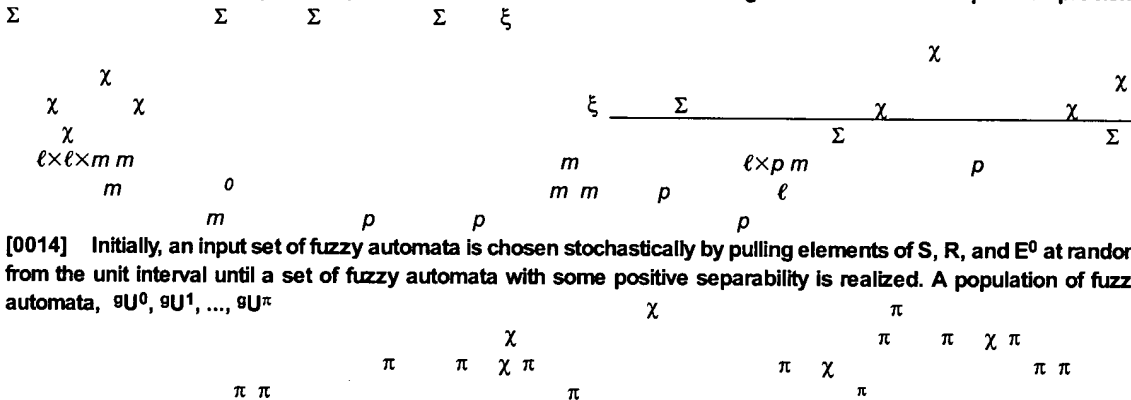 Σ Σ Σ Σ ξ
χ
χ χ
χ χ ξ Σ χ χ
χ Σ Σ
ℓ×ℓ×m m m ℓ×p m p
m o m m p ℓ
m p p p
[0014] Initially, an input set of fuzzy automata is chosen stochastically by pulling elements of S, R, and E⁰ at random
from the unit interval until a set of fuzzy automata with some positive separability is realized. A population of fuzz
automata, ᵍU⁰, ᵍU¹, ..., ᵍUᵖⁱ
χ π
χ π π χ π
π π χ π π χ π π
π π π π